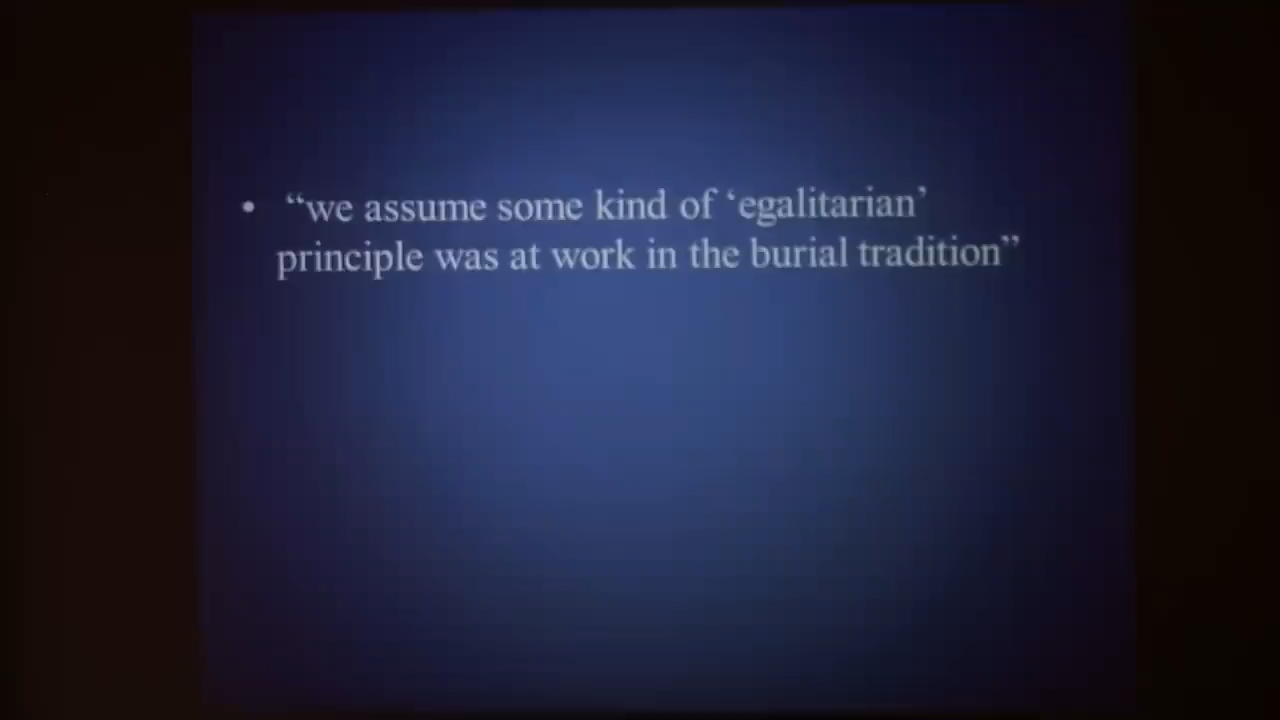 • “we assume some kind of ‘egalitarian’
principle was at work in the burial tradition”